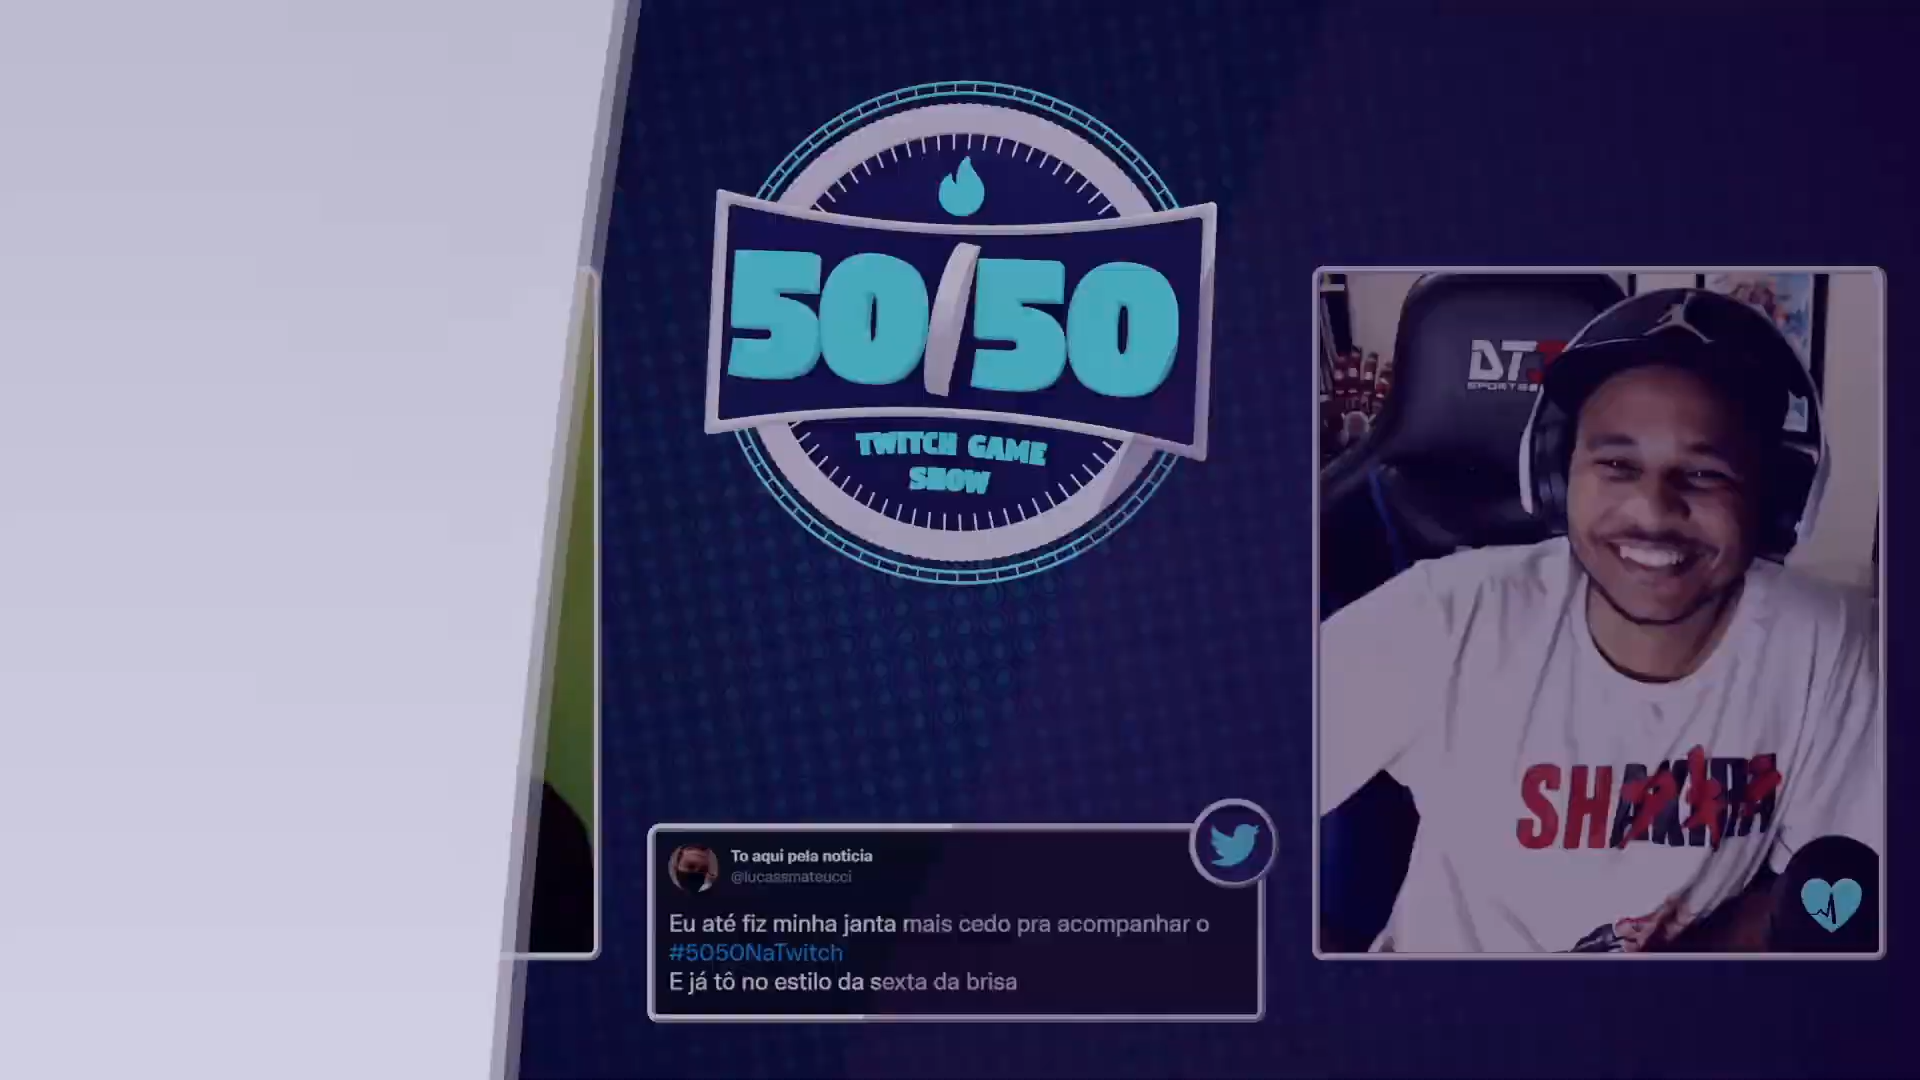 50/50
TWITCH GAME
SHOW
DT3
SPORTS
To aqui pela noticia
@lucassmateucci
Eu até fiz minha janta mais cedo pra acompanhar o
#5050NaTwitch
E já tô no estilo da sexta da brisa
SHAKIRA